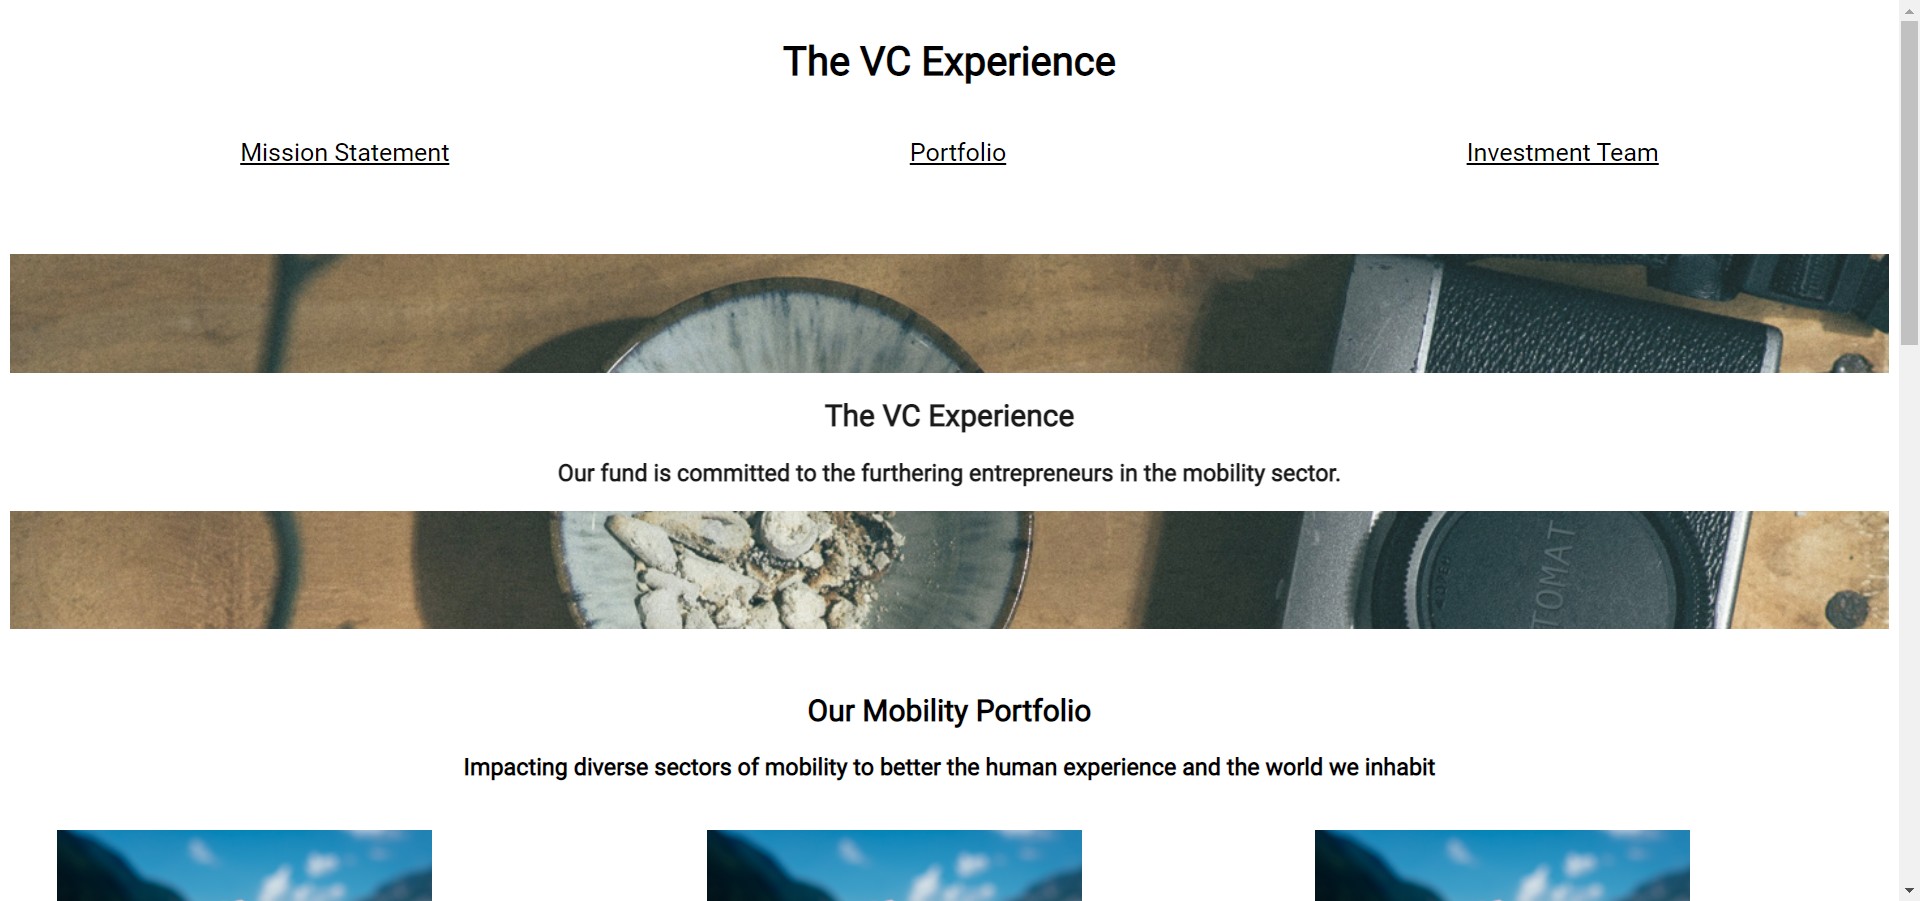 The VC Experience
Mission Statement
Portfolio
Investment Team
The VC Experience
Our fund is committed to the furthering entrepreneurs in the mobility sector.
TOMAT
Our Mobility Portfolio
Impacting diverse sectors of mobility to better the human experience and the world we inhabit